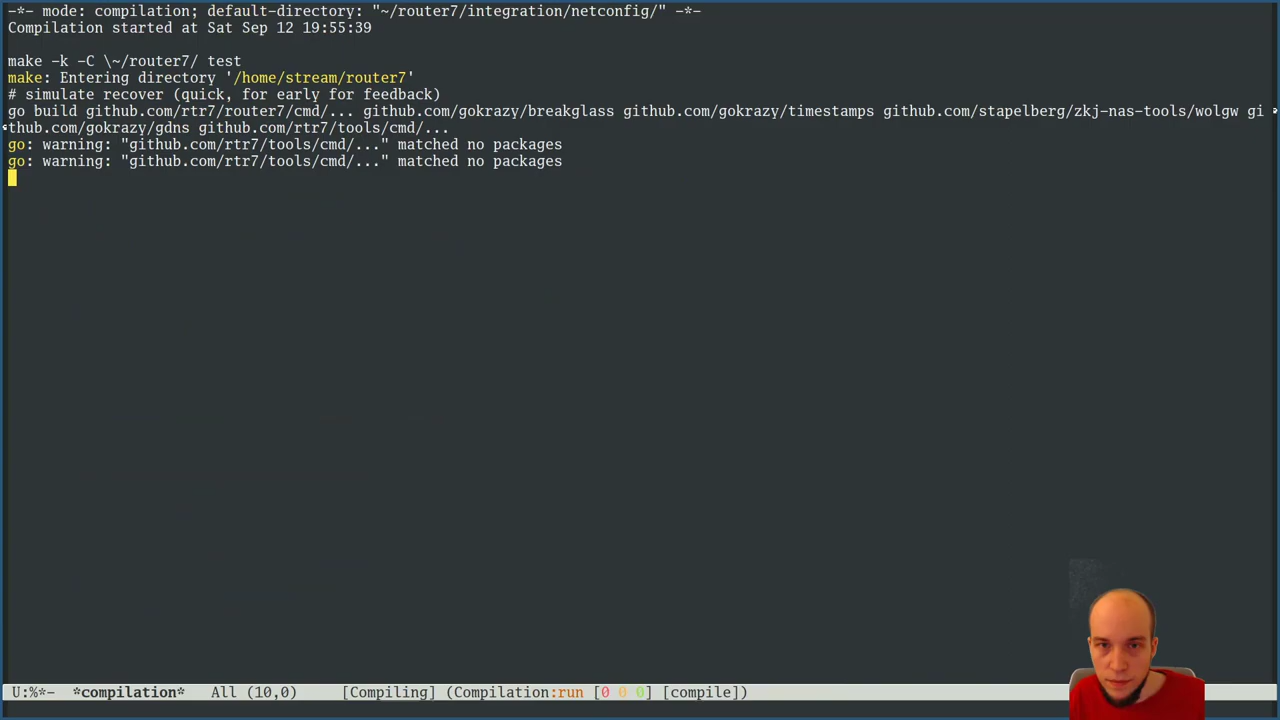 -*- mode: compilation; default-directory: "~/router7/integration/netconfig/" -*-
Compilation started at Sat Sep 12 19:55:39
make -k -C \~/router7/ test
make: Entering directory '/home/stream/router7'
# simulate recover (quick, for early for feedback)
go build github.com/rtr7/router7/cmd/... github.com/gokrazy/breakglass github.com/gokrazy/timestamps github.com/stapelberg/zkj-nas-tools/wolgw gi
thub.com/gokrazy/gdns github.com/rtr7/tools/cmd/...
go: warning: "github.com/rtr7/tools/cmd/..." matched no packages
go: warning: "github.com/rtr7/tools/cmd/..." matched no packages
U:%*-  *compilation*   All (10,0)     [Compiling] (Compilation:run [0 0 0] [compile])